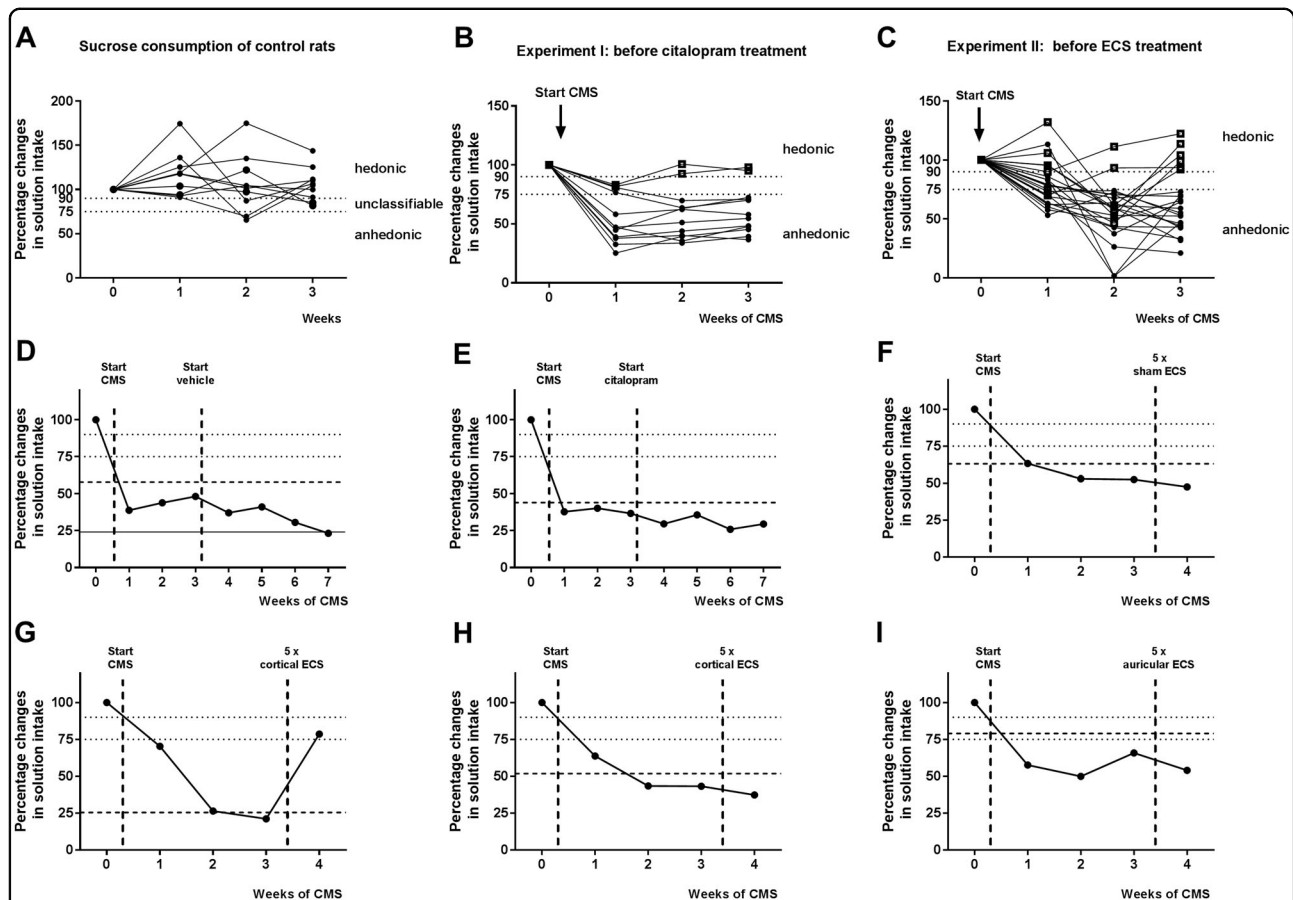 A
Sucrose consumption of control rats
Percentage changes
in solution intake
200
150
100
90
75
50
0
hedonic
unclassifiable
anhedonic
0 1 2 3
Weeks
B
Experiment I: before citalopram treatment
Start CMS
Percentage changes
in solution intake
150
100
90
75
50
0
hedonic
anhedonic
0 1 2 3
Weeks of CMS
C
Experiment II: before ECS treatment
Start CMS
Percentage changes
in solution intake
150
100
90
75
50
0
hedonic
anhedonic
0 1 2 3
Weeks of CMS
D
Start
CMS
Start
vehicle
Percentage changes
in solution intake
100
75
50
25
0
0 1 2 3 4 5 6 7
Weeks of CMS
E
Start
CMS
Start
citalopram
Percentage changes
in solution intake
100
75
50
25
0
0 1 2 3 4 5 6 7
Weeks of CMS
F
Start
CMS
5 x
sham ECS
Percentage changes
in solution intake
100
75
50
25
0
0 1 2 3 4
Weeks of CMS
G
Start
CMS
5 x
cortical ECS
Percentage changes
in solution intake
100
75
50
25
0
0 1 2 3 4
Weeks of CMS
H
Start
CMS
5 x
cortical ECS
Percentage changes
in solution intake
100
75
50
25
0
0 1 2 3 4
Weeks of CMS
I
Start
CMS
5 x
auricular ECS
Percentage changes
in solution intake
100
75
50
25
0
0 1 2 3 4
Weeks of CMS